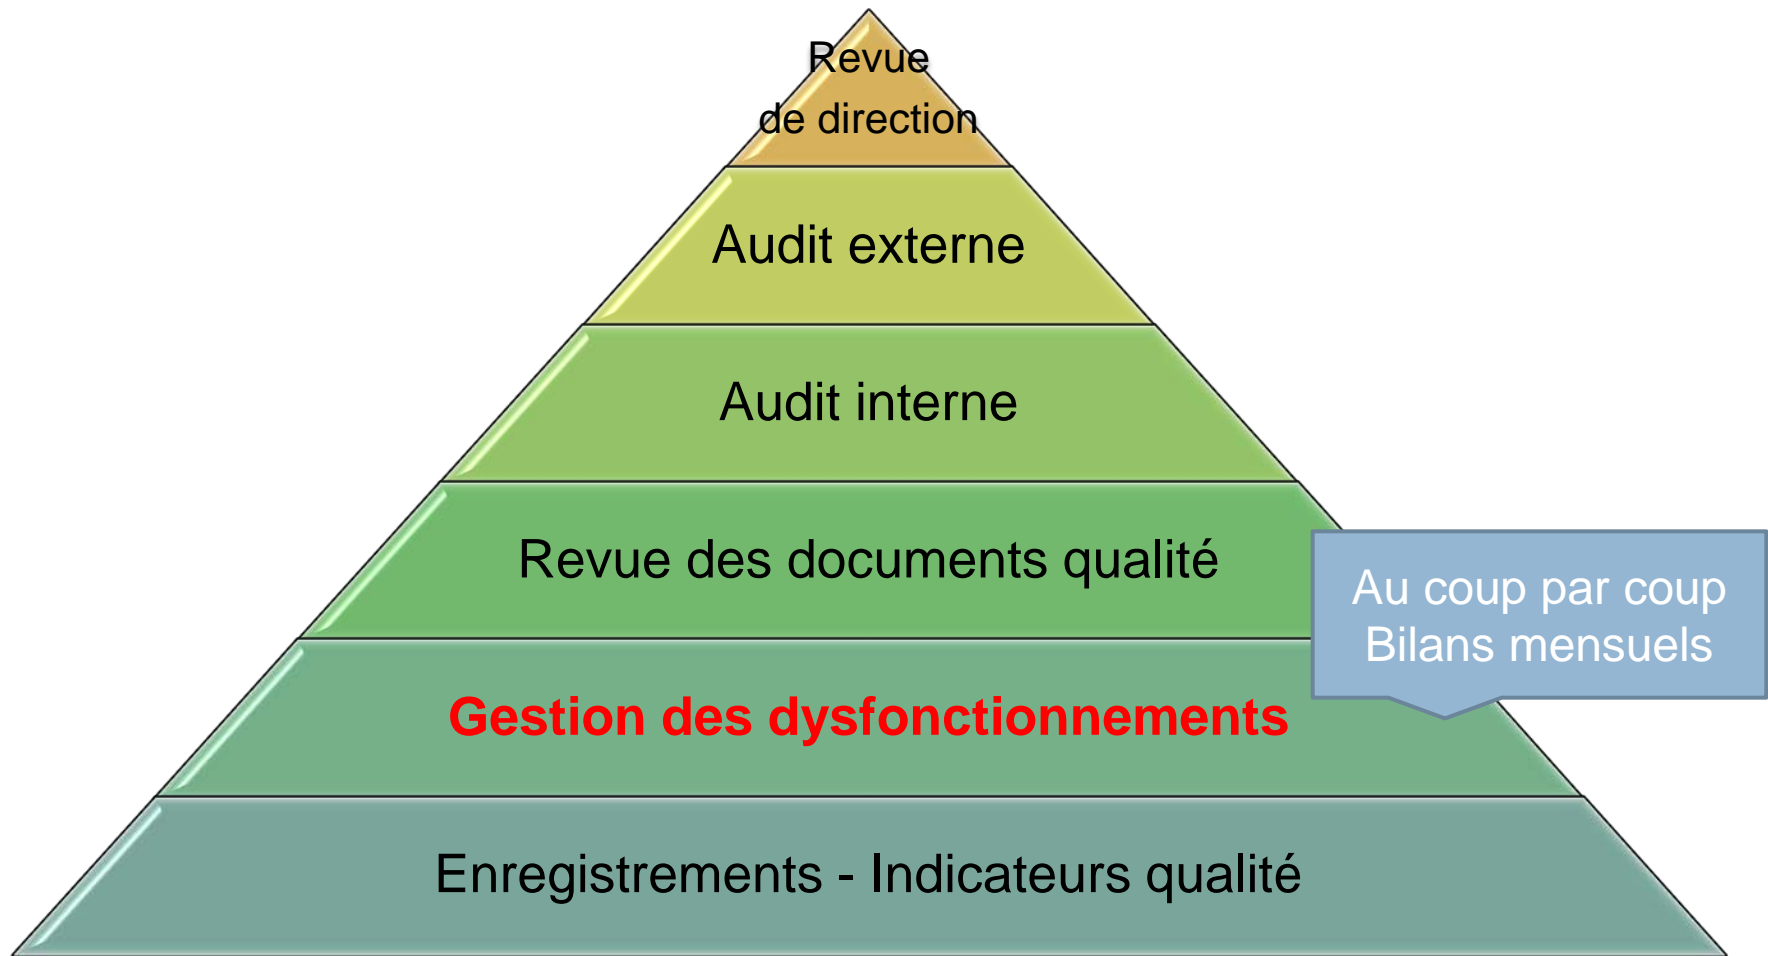 Revue
de direction
Audit externe
Audit interne
Revue des documents qualité
Au coup par coup
Bilans mensuels
Gestion des dysfonctionnements
Enregistrements - Indicateurs qualité